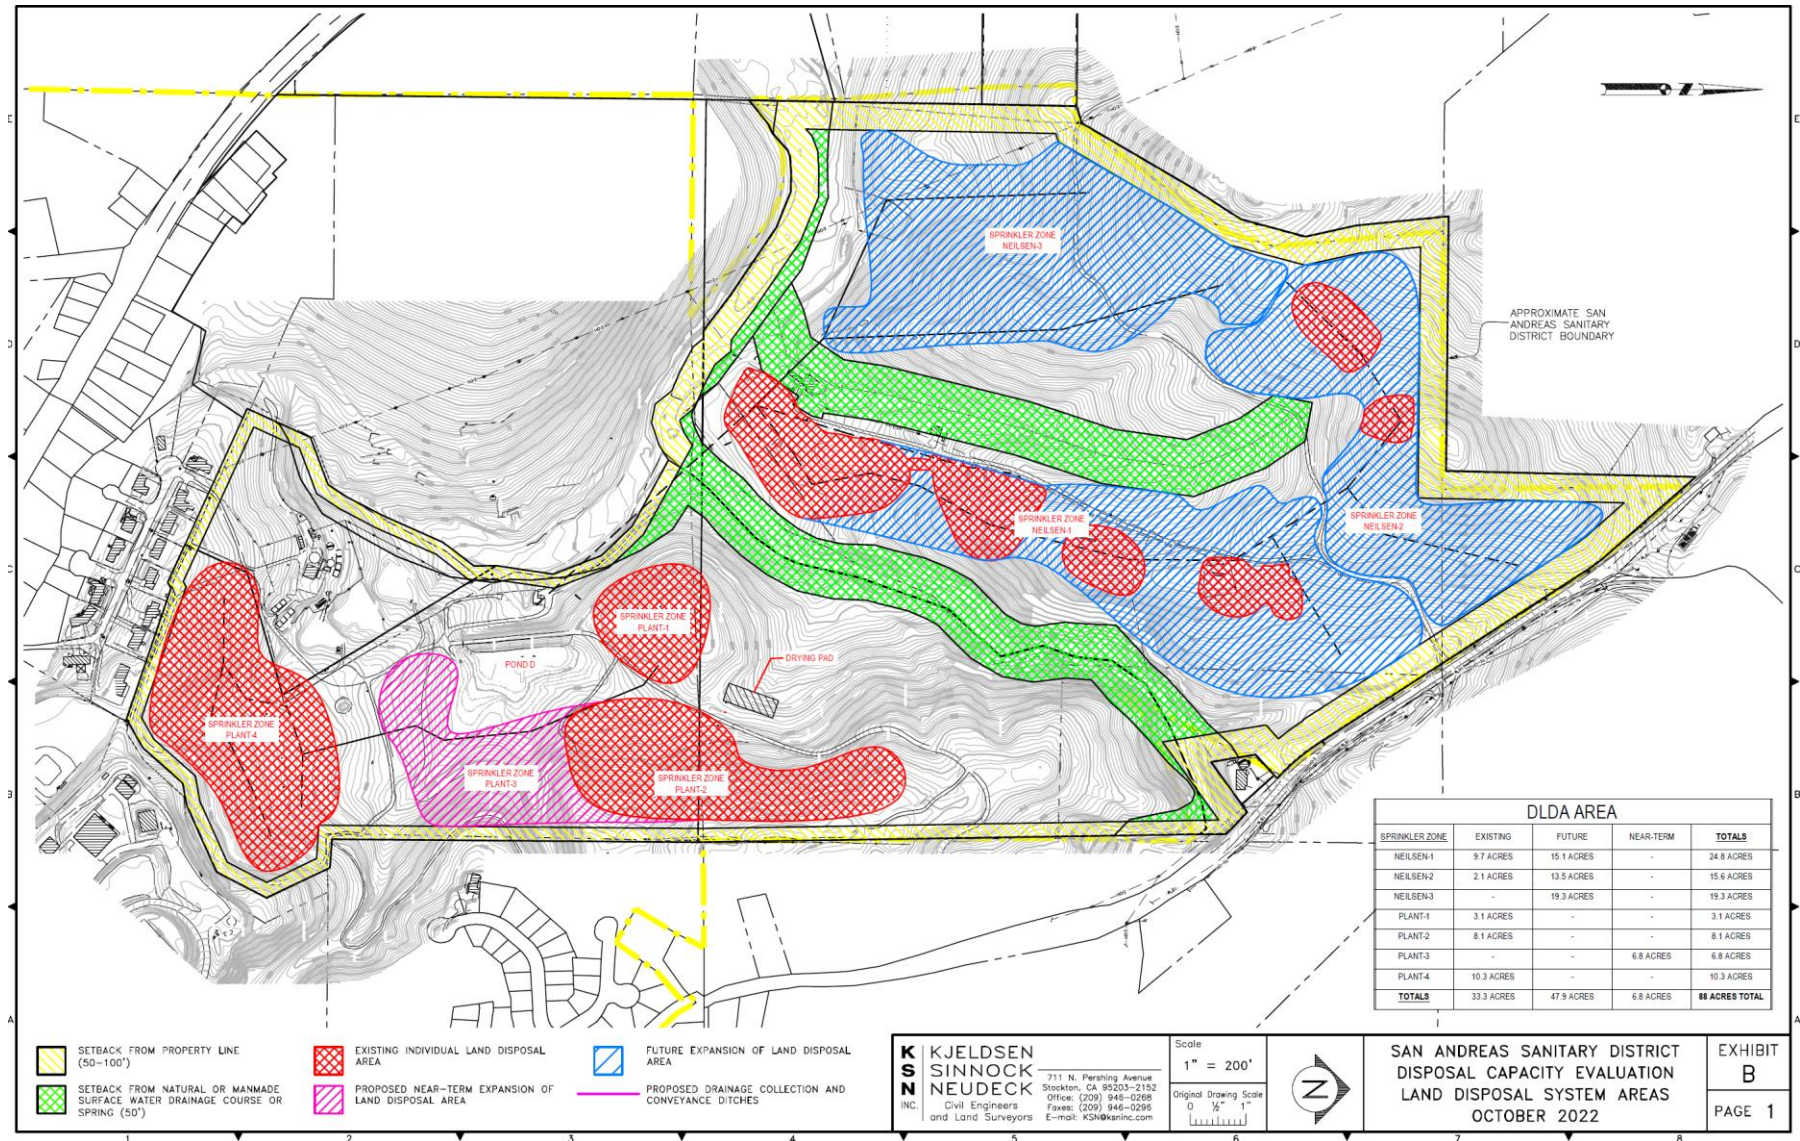 SPRINKLER ZONE
NEILSEN-3
APPROXIMATE SAN
ANDREAS SANITARY
DISTRICT BOUNDARY
SPRINKLER ZONE
NEILSEN-1
SPRINKLER ZONE
NEILSEN-2
SPRINKLER ZONE
PLANT-1
POND D
DRYING PAD
SPRINKLER ZONE
PLANT-4
SPRINKLER ZONE
PLANT-3
SPRINKLER ZONE
PLANT-2
DLDA AREA
SPRINKLER ZONE EXISTING FUTURE NEAR-TERM TOTALS
NEILSEN-1 9.7 ACRES 15.1 ACRES - 24.8 ACRES
NEILSEN-2 2.1 ACRES 13.5 ACRES - 15.6 ACRES
NEILSEN-3 - 19.3 ACRES - 19.3 ACRES
PLANT-1 3.1 ACRES - - 3.1 ACRES
PLANT-2 8.1 ACRES - - 8.1 ACRES
PLANT-3 - - 6.8 ACRES 6.8 ACRES
PLANT-4 10.3 ACRES - - 10.3 ACRES
TOTALS 33.3 ACRES 47.9 ACRES 6.8 ACRES 88 ACRES TOTAL
SETBACK FROM PROPERTY LINE
(50-100')
SETBACK FROM NATURAL OR MANMADE
SURFACE WATER DRAINAGE COURSE OR
SPRING (50')
EXISTING INDIVIDUAL LAND DISPOSAL
AREA
PROPOSED NEAR-TERM EXPANSION OF
LAND DISPOSAL AREA
FUTURE EXPANSION OF LAND DISPOSAL
AREA
PROPOSED DRAINAGE COLLECTION AND
CONVEYANCE DITCHES
K KJELDSEN
S SINNOCK
N NEUDECK
INC. Civil Engineers
and Land Surveyors
711 N. Pershing Avenue
Stockton, CA 95203-2152
Office: (209) 946-0268
Faxes: (209) 946-0296
E-mail: KSN@ksninc.com
Scale
1" = 200'
Original Drawing Scale
0 ½" 1"
N
SAN ANDREAS SANITARY DISTRICT
DISPOSAL CAPACITY EVALUATION
LAND DISPOSAL SYSTEM AREAS
OCTOBER 2022
EXHIBIT
B
PAGE 1
1 2 3 4 5 6 7 8
E
D
C
B
A
E
D
C
B
A